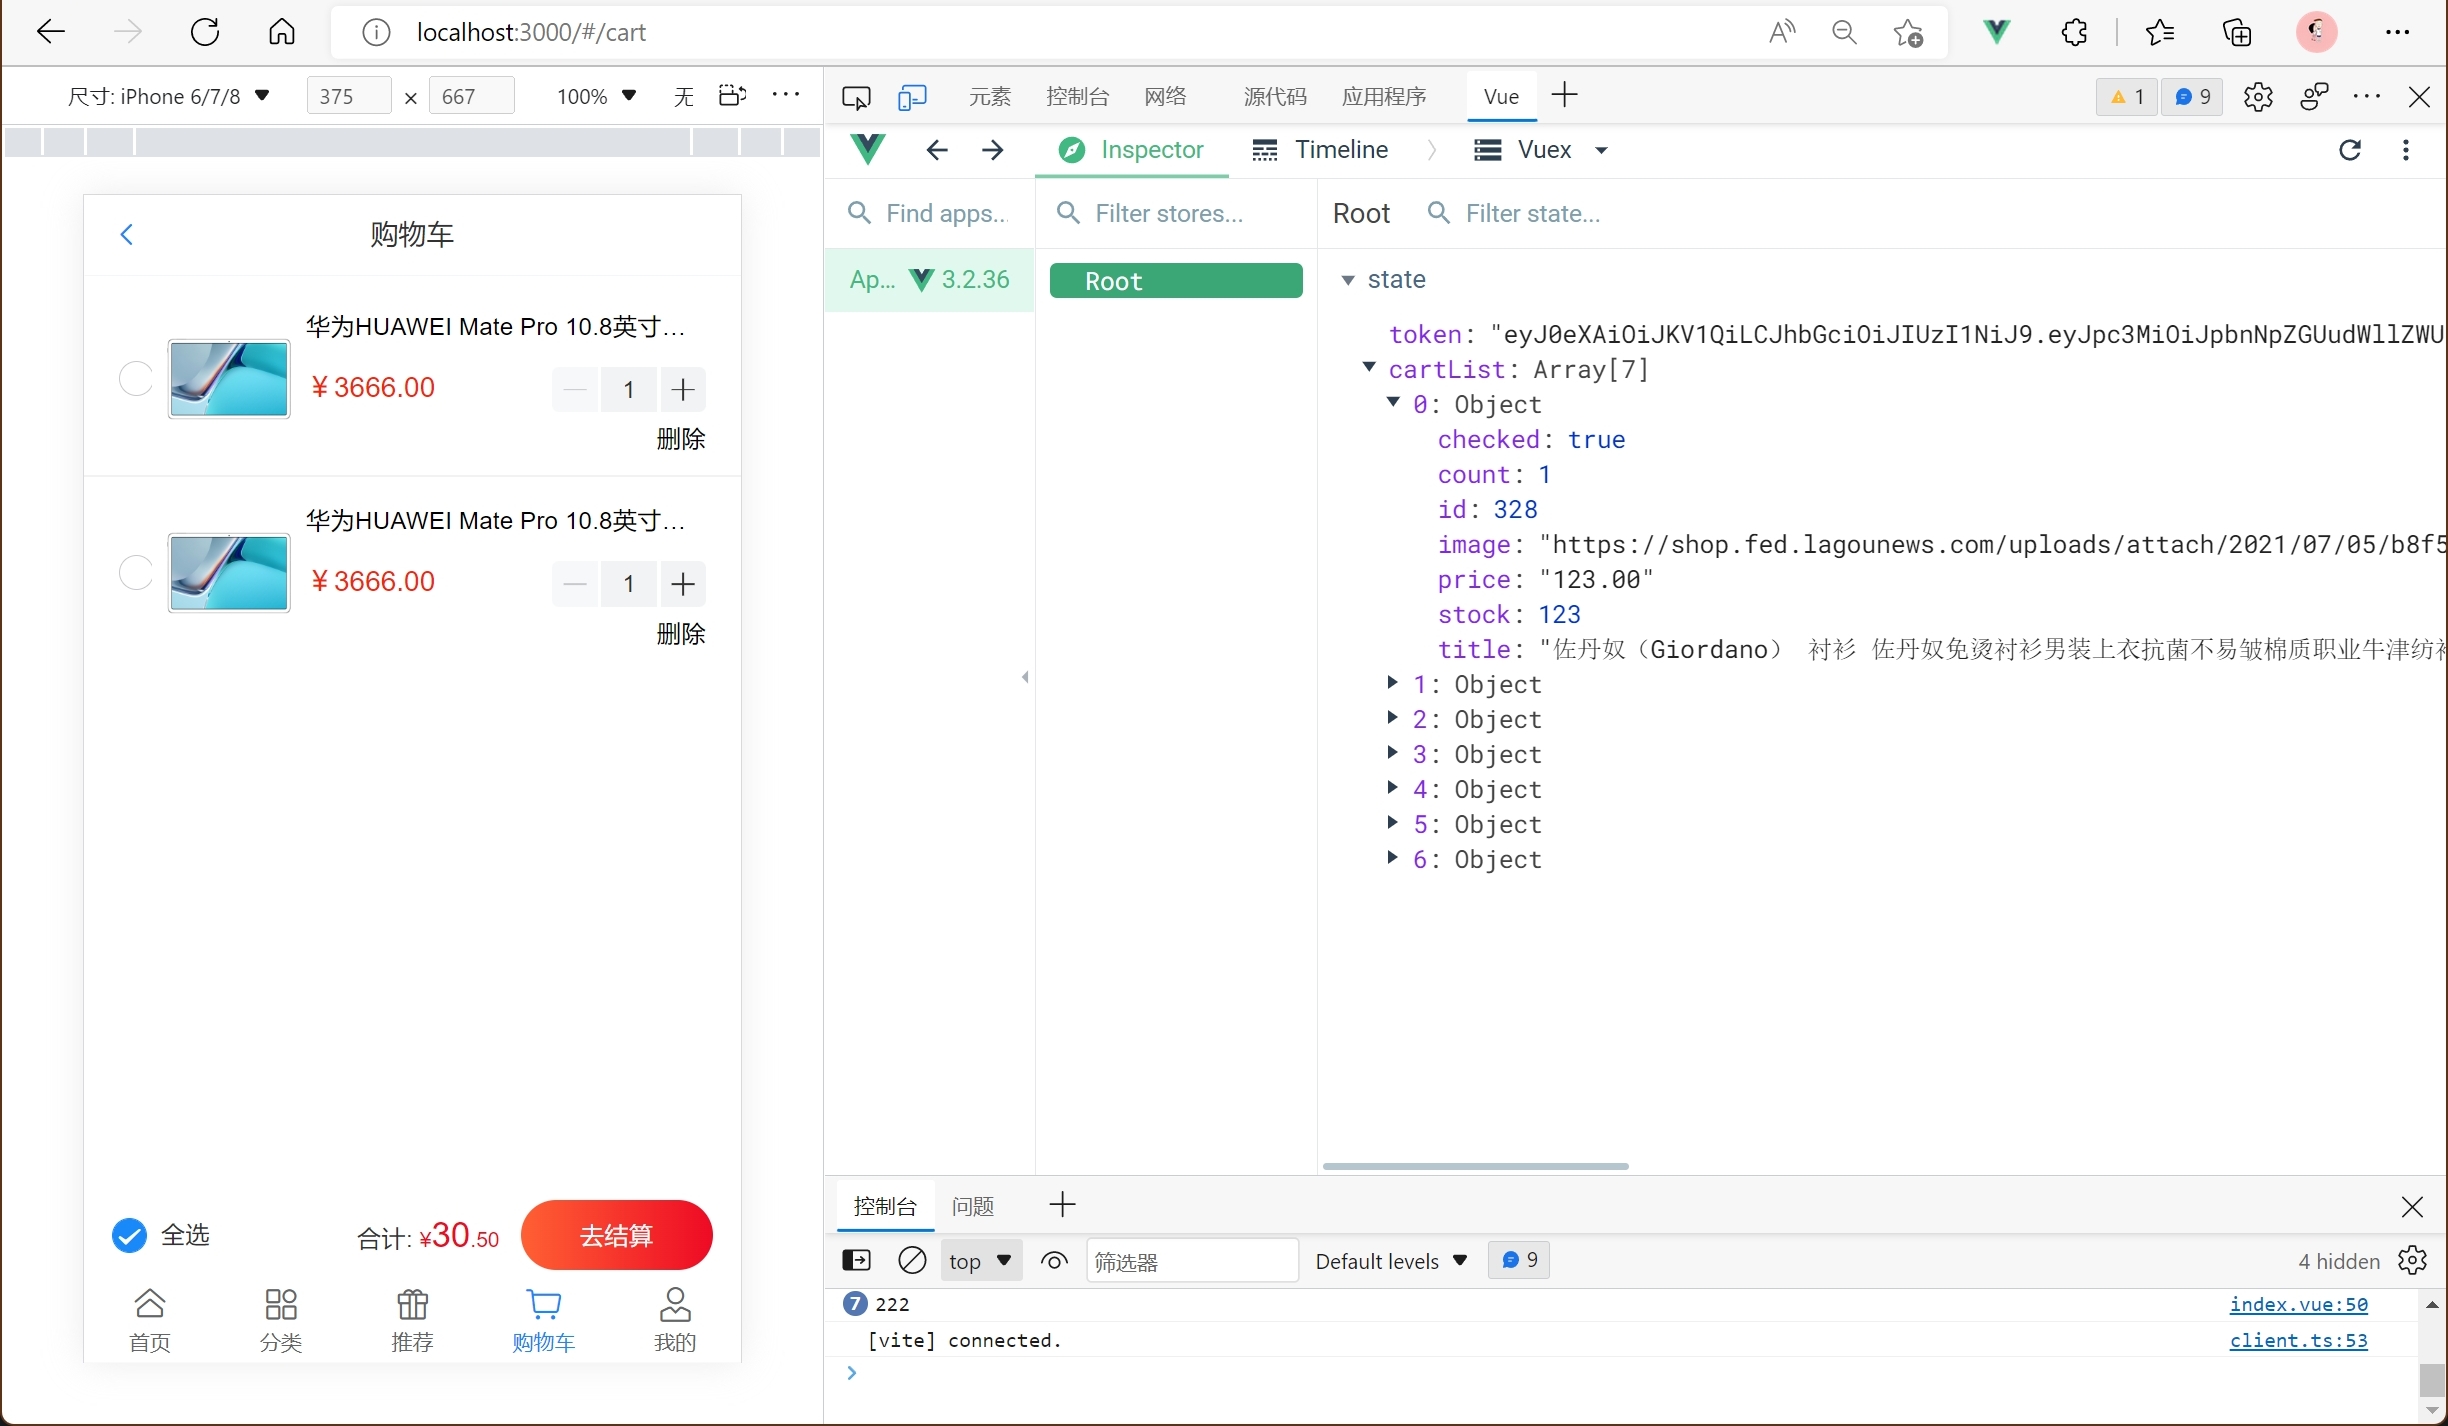 localhost:3000/#/cart
尺寸: iPhone 6/7/8
375 × 667
100%
无
元素
控制台
网络
源代码
应用程序
Vue
1
9
购物车
华为HUAWEI Mate Pro 10.8英寸...
¥3666.00
1
删除
华为HUAWEI Mate Pro 10.8英寸...
¥3666.00
1
删除
全选
合计: ¥30.50
去结算
首页
分类
推荐
购物车
我的
Inspector
Timeline
Vuex
Find apps...
Filter stores...
Root
Filter state...
Ap... 3.2.36
Root
state
token: "eyJ0eXAiOiJKV1QiLCJhbGciOiJIUzI1NiJ9.eyJpc3MiOiJpbnNpZGUudWllZWU
cartList: Array[7]
0: Object
checked: true
count: 1
id: 328
image: "https://shop.fed.lagounews.com/uploads/attach/2021/07/05/b8f5
price: "123.00"
stock: 123
title: "佐丹奴（Giordano） 衬衫 佐丹奴免烫衬衫男装上衣抗菌不易皱棉质职业牛津纺衬
1: Object
2: Object
3: Object
4: Object
5: Object
6: Object
控制台
问题
top
筛选器
Default levels
9
4 hidden
7 222 index.vue:50
[vite] connected. client.ts:53